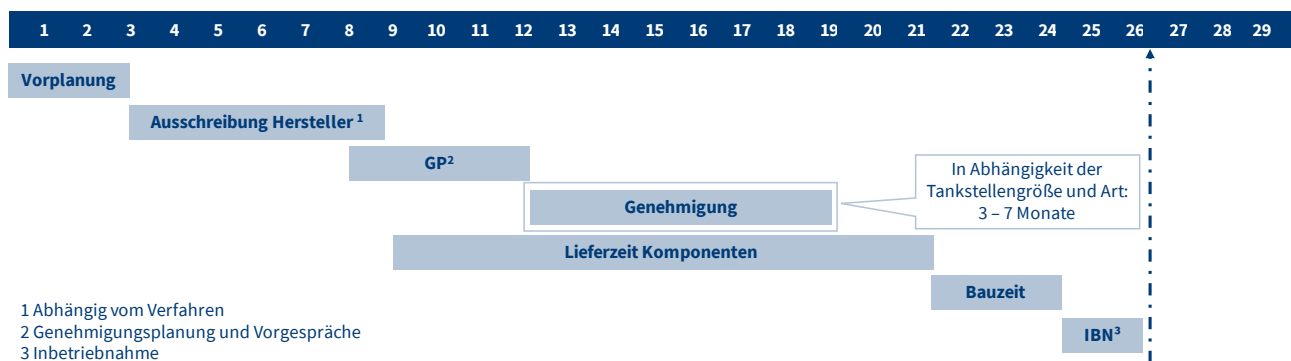 1 2 3 4 5 6 7 8 9 10 11 12 13 14 15 16 17 18 19 20 21 22 23 24 25 26 27 28 29
Vorplanung
Ausschreibung Hersteller ¹
GP²
In Abhängigkeit der
Tankstellengröße und Art:
3 – 7 Monate
Genehmigung
Lieferzeit Komponenten
Bauzeit
IBN³
1 Abhängig vom Verfahren
2 Genehmigungsplanung und Vorgespräche
3 Inbetriebnahme